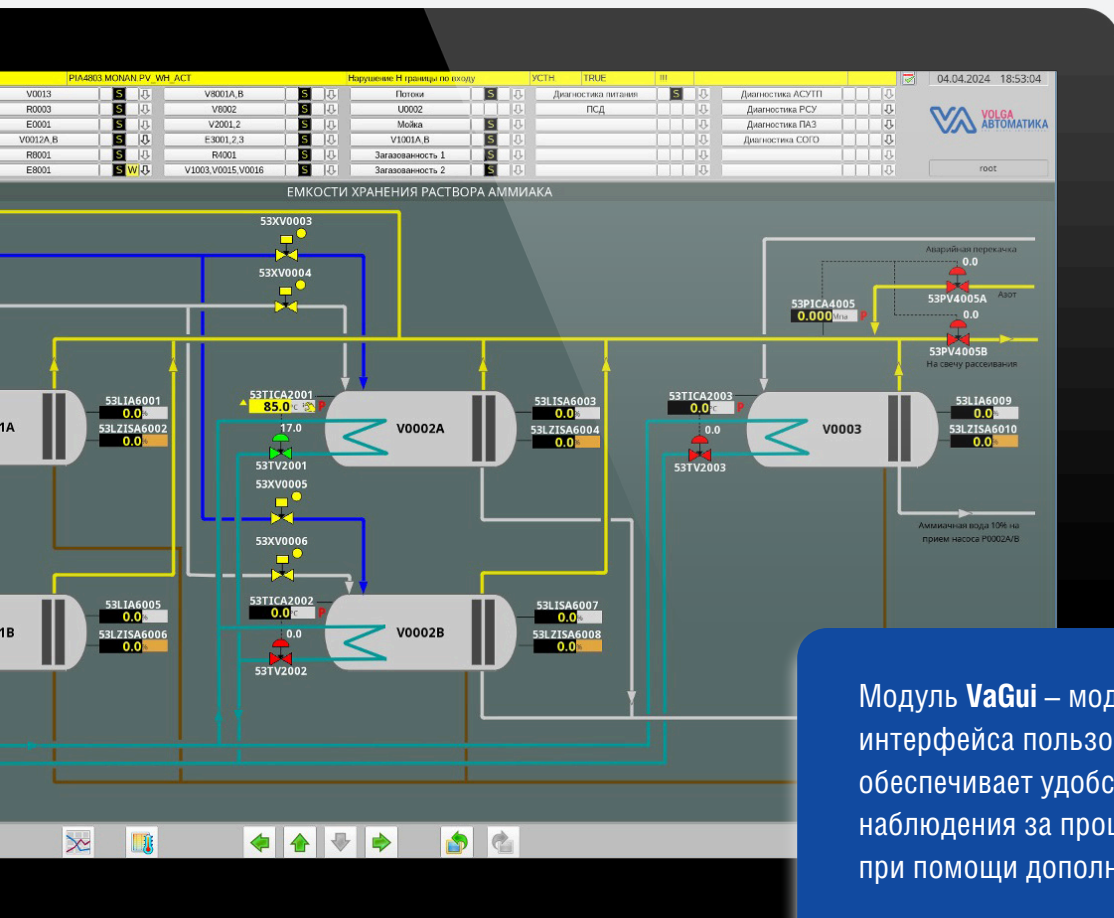 PIA4803.MONAN.PV_WH_ACT Нарушение H границы по входу УСТН. TRUE !!! 04.04.2024 18:53:04
V0013 S V8001A,B S Потоки S Диагностика питания S Диагностика АСУТП
R0003 S V8002 S U0002 ПСД Диагностика РСУ
E0001 S V2001,2 S Мойка S Диагностика ПАЗ
V0012A,B S E3001,2,3 S V1001A,B S Диагностика СОГО
R8001 S R4001 S Загазованность 1 S
E8001 S W V1003,V0015,V0016 S Загазованность 2 S
VOLGA
АВТОМАТИКА
root
ЕМКОСТИ ХРАНЕНИЯ РАСТВОРА АММИАКА
53XV0003
53XV0004
Аварийная перекачка
0.0
53PV4005A
Азот
53PICA4005
0.000 Мпа P
0.0
53PV4005B
На свечу рассеивания
1A
53LIA6001
0.0 %
53LZISA6002
0.0 %
53TICA2001
85.0 °C P
17.0
53TV2001
V0002A
53LISA6003
0.0 %
53LZISA6004
0.0 %
53TICA2003
0.0 °C P
0.0
53TV2003
V0003
53LIA6009
0.0 %
53LZISA6010
0.0 %
53XV0005
53XV0006
Аммиачная вода 10% на
прием насоса P0002A/B
1B
53LIA6005
0.0 %
53LZISA6006
0.0 %
53TICA2002
0.0 °C P
0.0
53TV2002
V0002B
53LISA6007
0.0 %
53LZISA6008
0.0 %
Модуль VaGui – мод
интерфейса пользо
обеспечивает удобс
наблюдения за проц
при помощи дополн